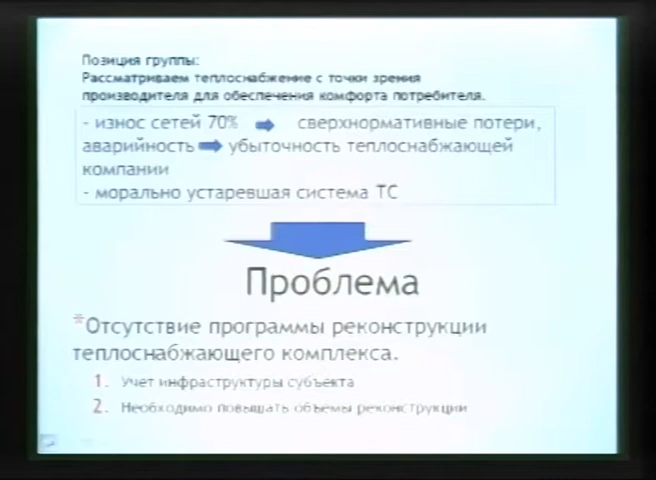 Позиция группы:
Рассматриваем теплоснабжение с точки зрения
производителя для обеспечения комфорта потребителя.
- износ сетей 70% сверхнормативные потери,
аварийность убыточность теплоснабжающей
компании
- морально устаревшая система ТС
Проблема
*Отсутствие программы реконструкции
теплоснабжающего комплекса.
1. Учет инфраструктуры субъекта
2. Необходимо повышать объемы реконструкции